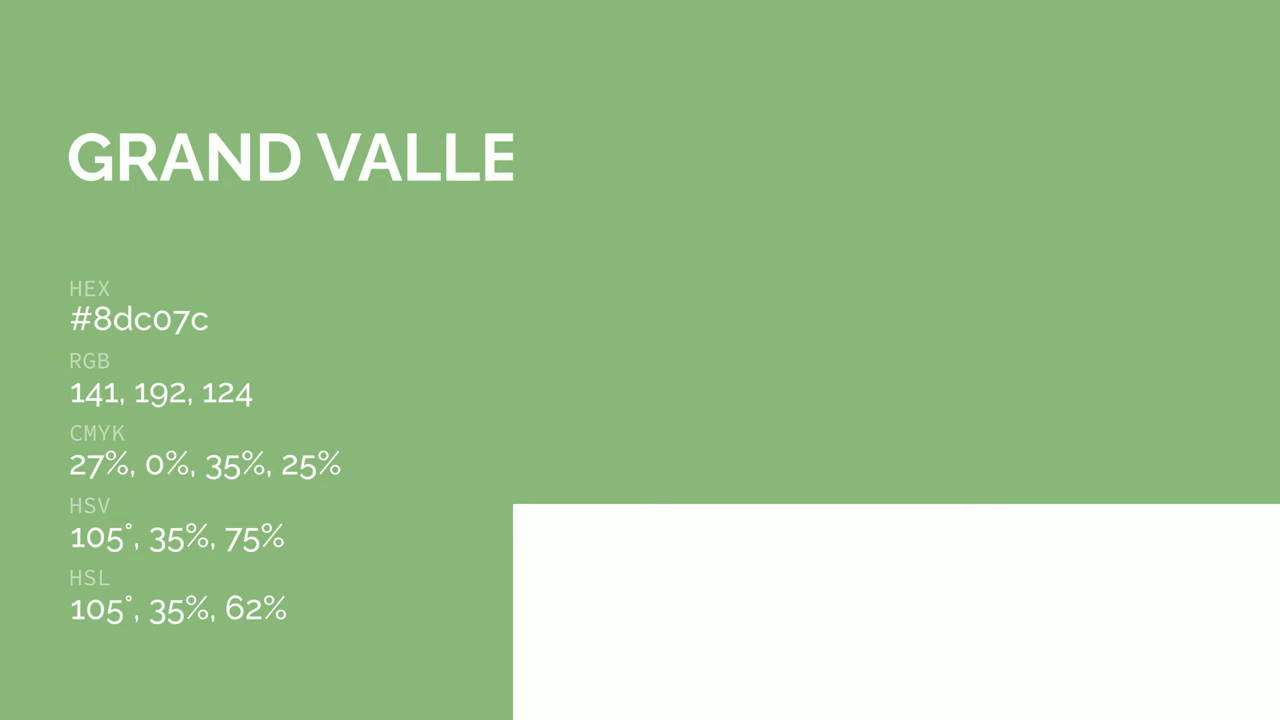 GRAND VALLE
HEX
#8dc07c
RGB
141, 192, 124
CMYK
27%, 0%, 35%, 25%
HSV
105°, 35%, 75%
HSL
105°, 35%, 62%